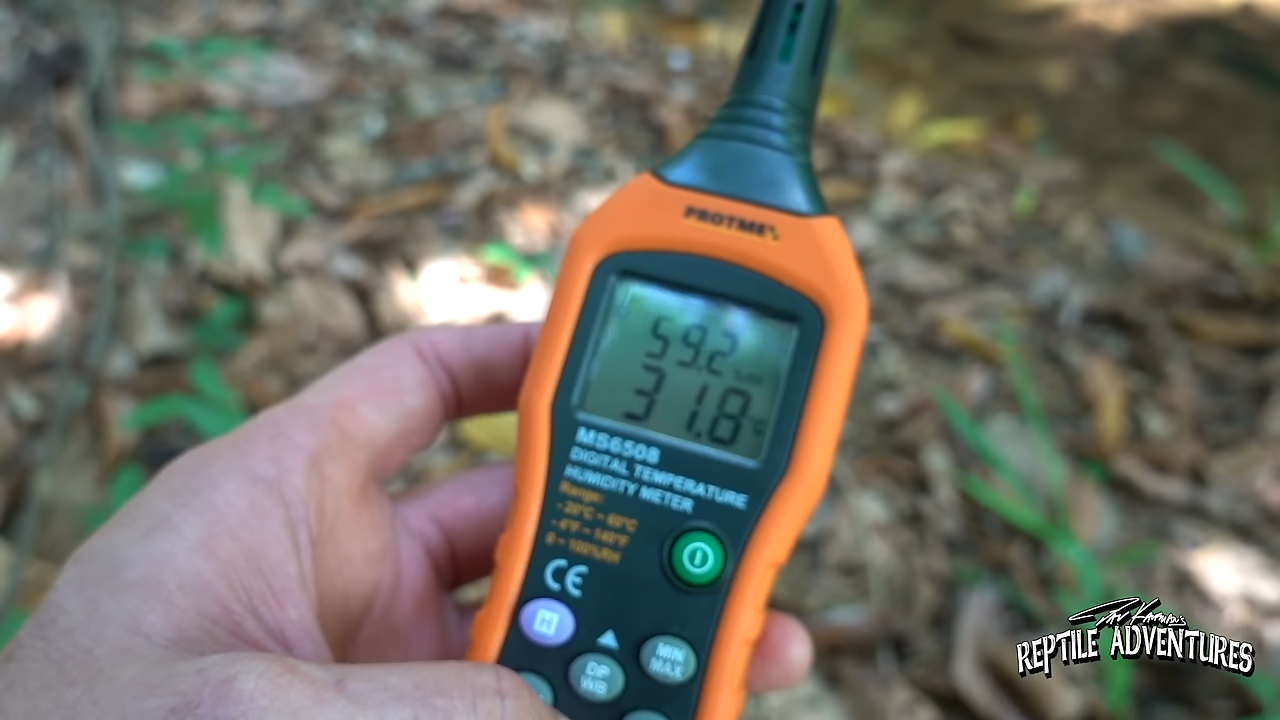 PROTMEX
59.2 %RH
31.8 °C
MS6508
DIGITAL TEMPERATURE
HUMIDITY METER
Range:
-20°C ~ 60°C
-4°F ~ 140°F
0 ~ 100%RH
CE
H
MIN
MAX
DP
WB
REPTILE ADVENTURES